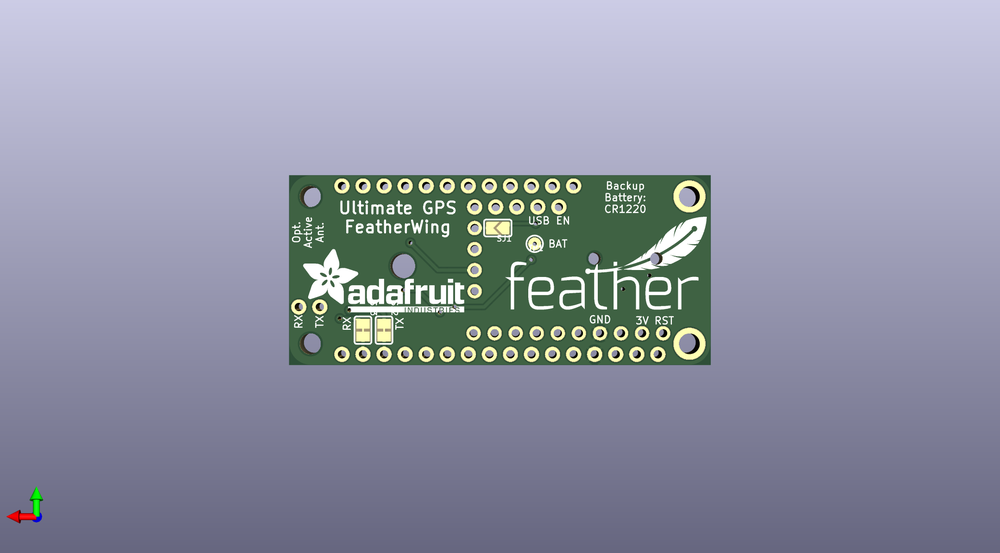 Ultimate GPS
FeatherWing
Backup
Battery:
CR1220
USB EN
SJ1
BAT
Opt.
Active
Ant.
adafruit
INDUSTRIES
feather
RX
TX
RX
TX
GND
3V RST